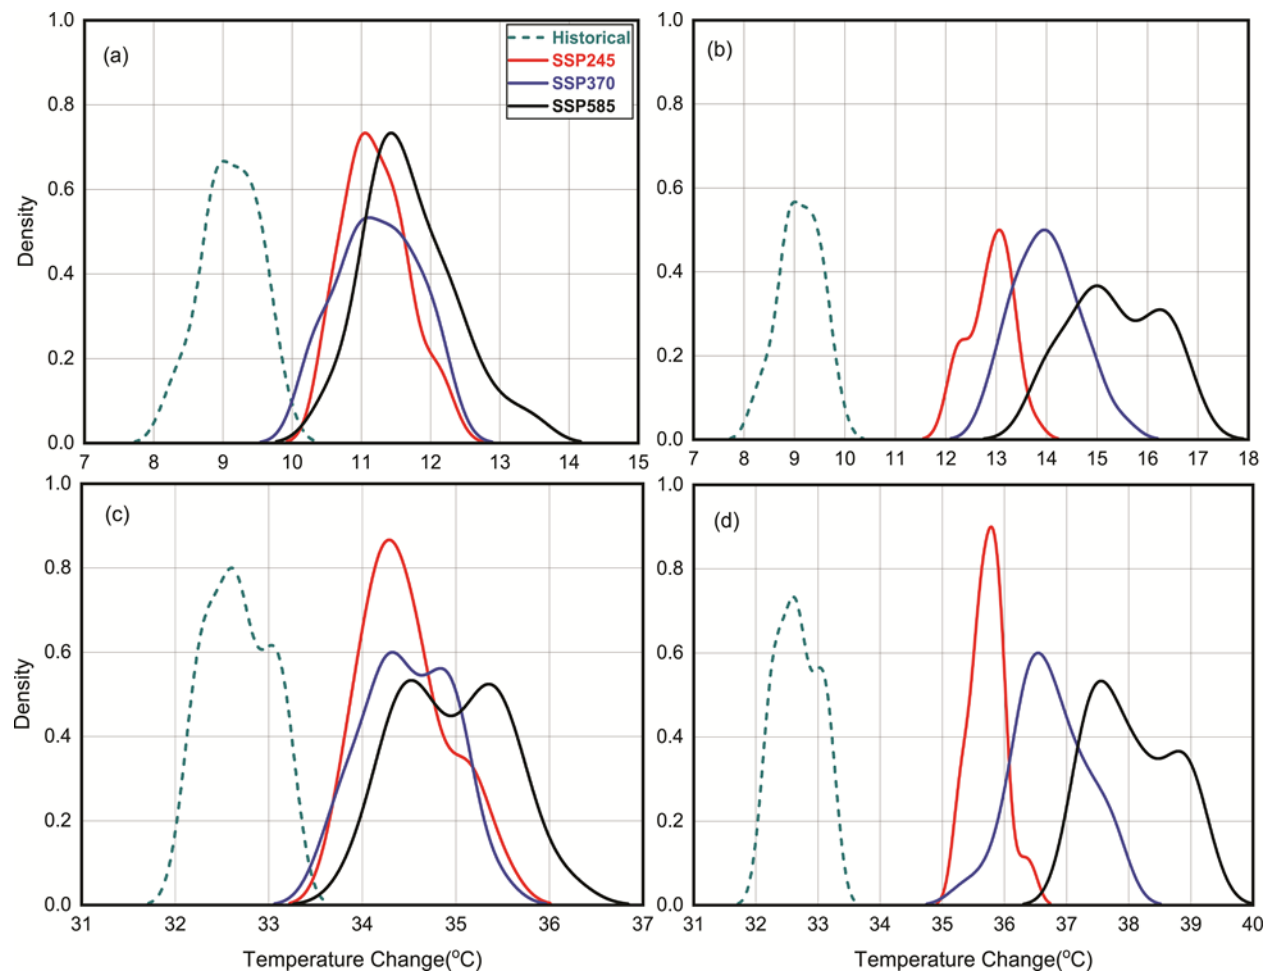 1.0
0.8
0.6
0.4
0.2
0.0
Density
(a)
Historical
SSP245
SSP370
SSP585
7 8 9 10 11 12 13 14 15
1.0
0.8
0.6
0.4
0.2
0.0
(b)
7 8 9 10 11 12 13 14 15 16 17 18
1.0
0.8
0.6
0.4
0.2
0.0
Density
(c)
31 32 33 34 35 36 37
Temperature Change(⁰C)
1.0
0.8
0.6
0.4
0.2
0.0
(d)
31 32 33 34 35 36 37 38 39 40
Temperature Change(⁰C)